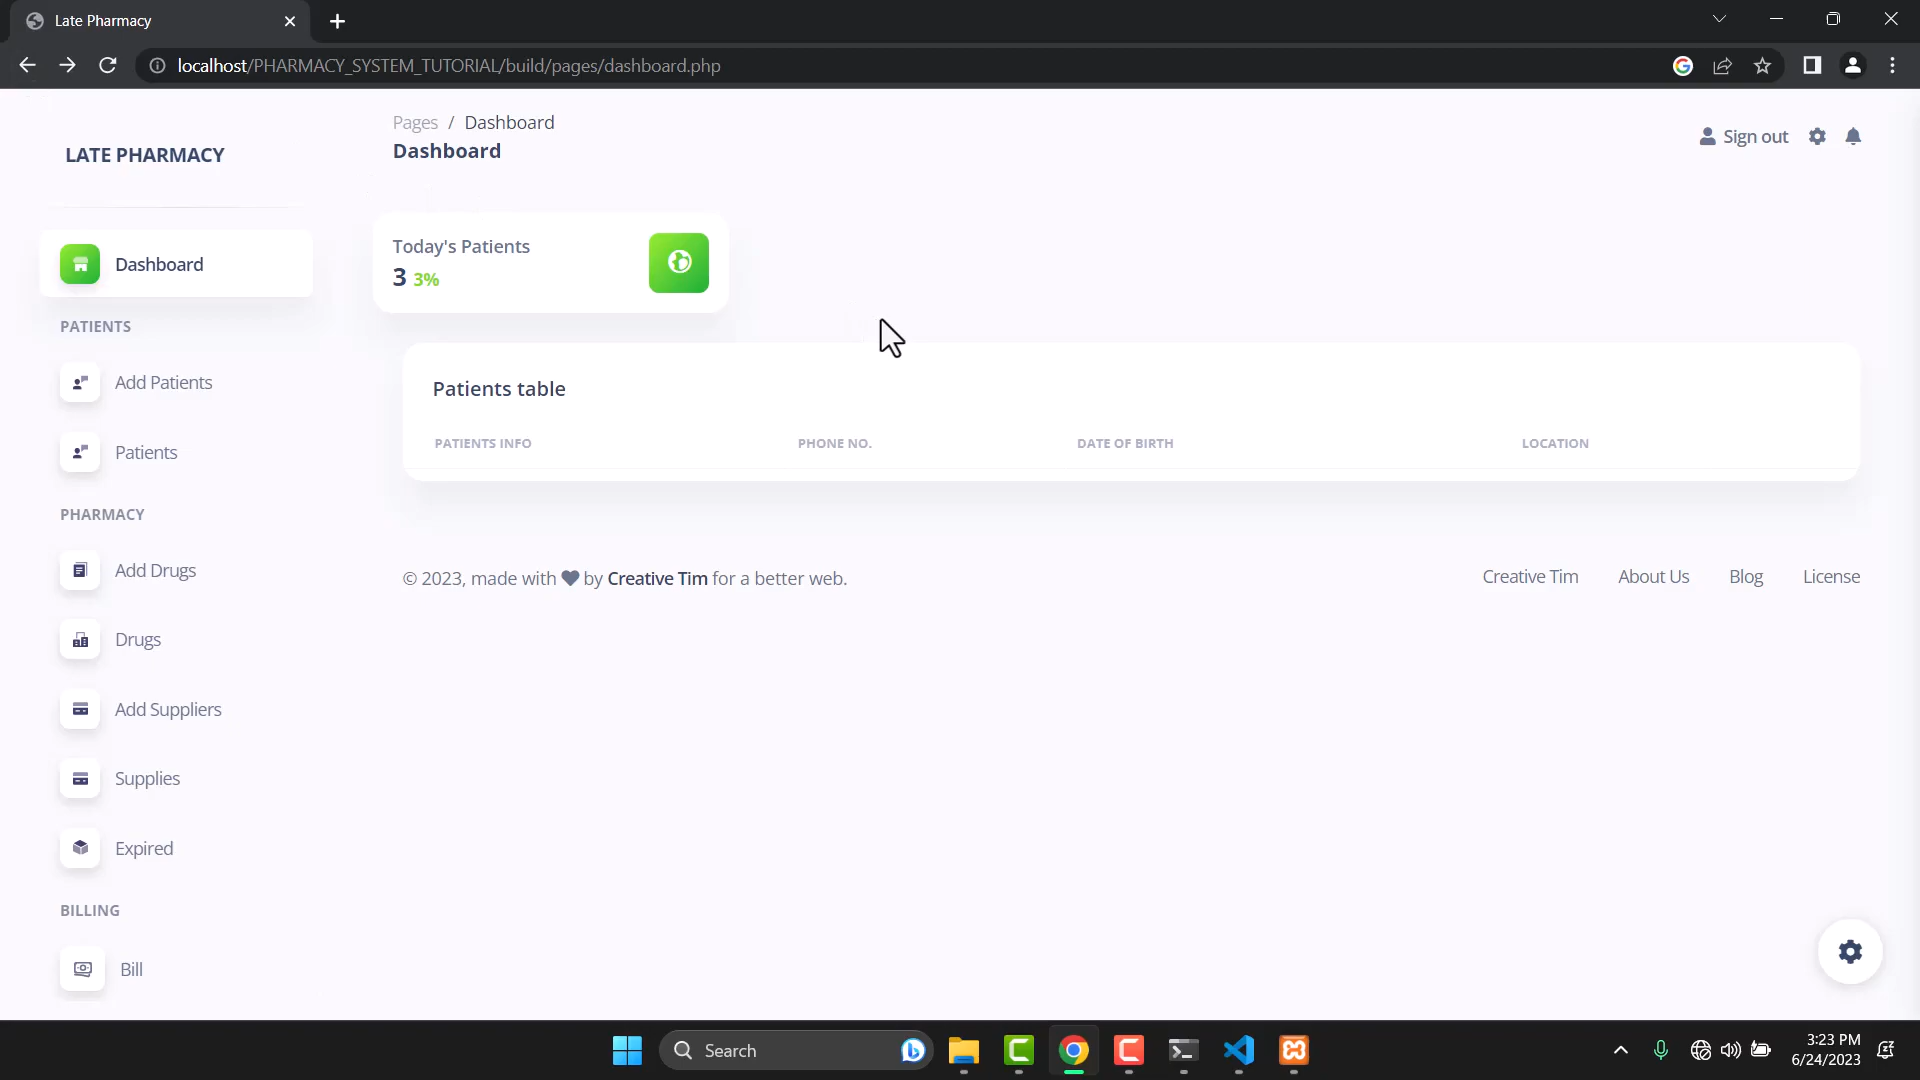 Late Pharmacy
localhost/PHARMACY_SYSTEM_TUTORIAL/build/pages/dashboard.php
LATE PHARMACY
Pages / Dashboard
Dashboard
Sign out
Dashboard
Today's Patients
3 3%
PATIENTS
Add Patients
Patients
Patients table
PATIENTS INFO PHONE NO. DATE OF BIRTH LOCATION
PHARMACY
Add Drugs
Drugs
Add Suppliers
Supplies
Expired
BILLING
Bill
© 2023, made with by Creative Tim for a better web.
Creative Tim About Us Blog License
Search
3:23 PM
6/24/2023